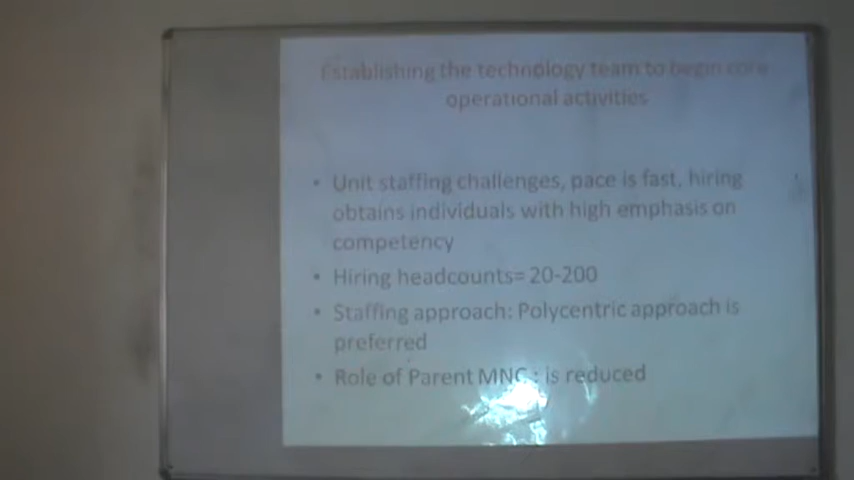 Establishing the technology team to begin core
operational activities
• Unit staffing challenges, pace is fast, hiring
obtains individuals with high emphasis on
competency
• Hiring headcounts= 20-200
• Staffing approach: Polycentric approach is
preferred
• Role of Parent MNC : is reduced